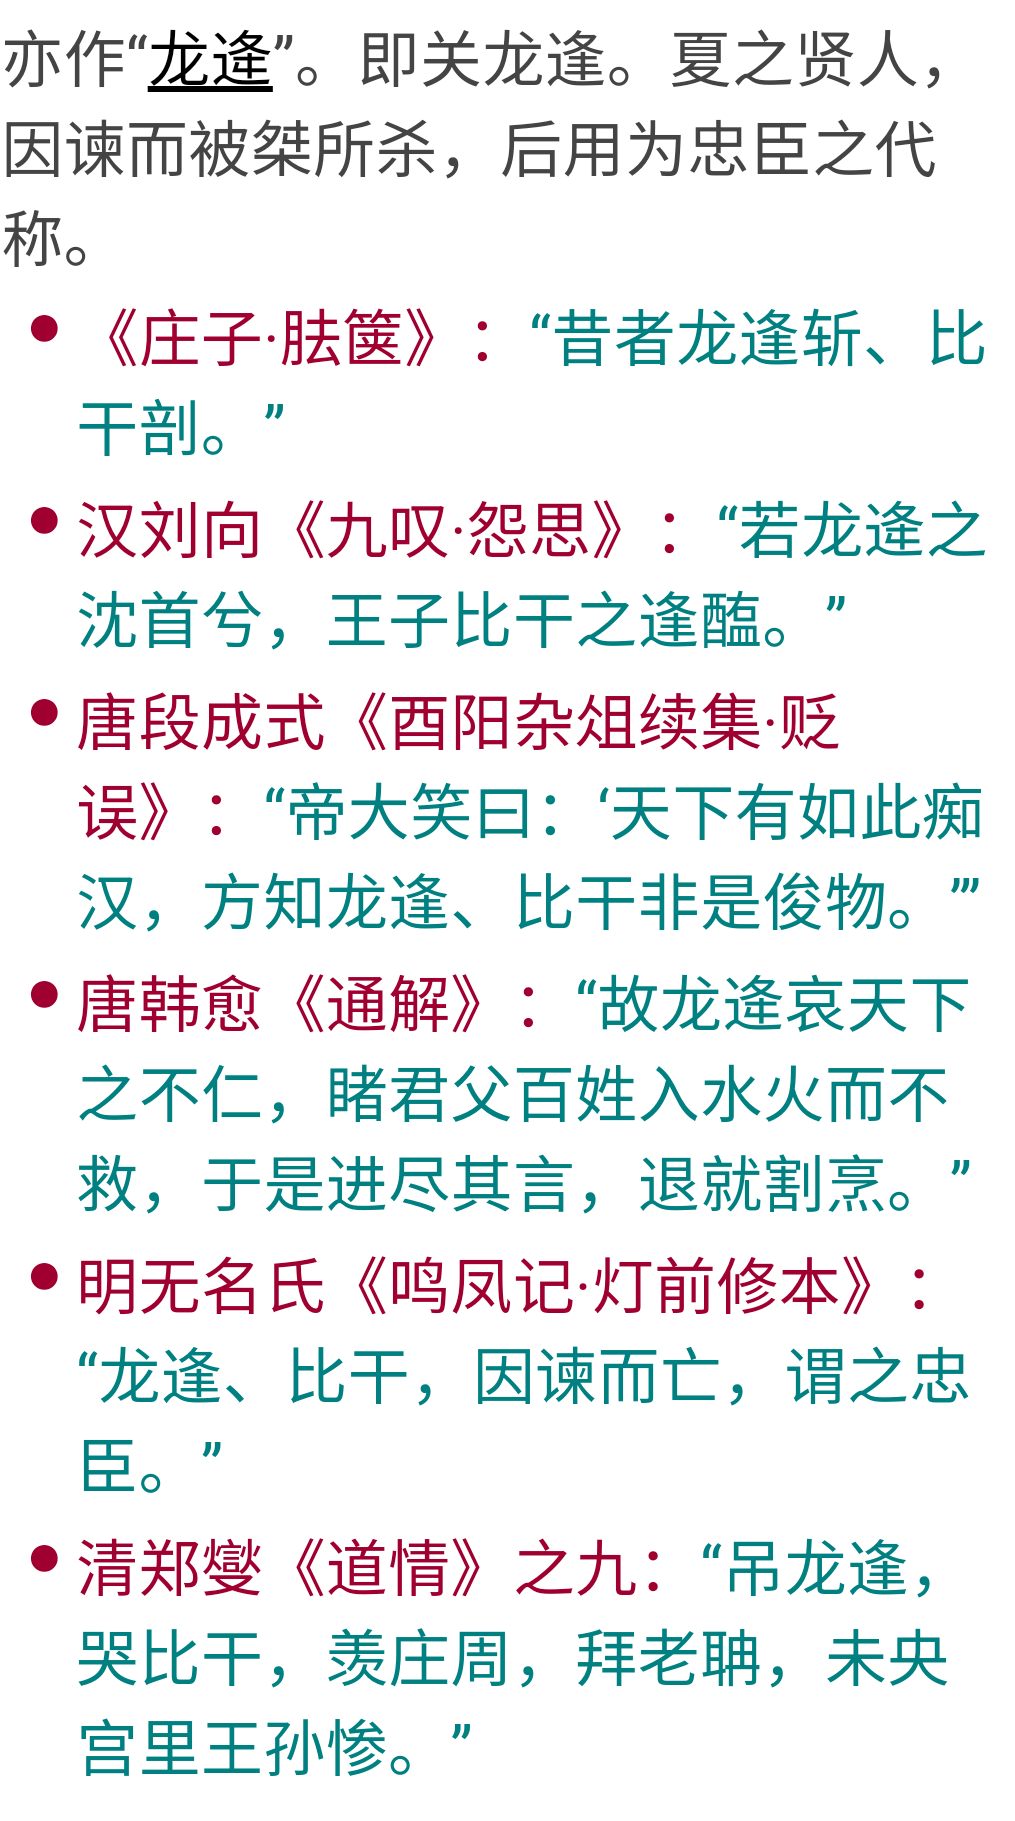 亦作“龙逄”。即关龙逄。夏之贤人，
因谏而被桀所杀，后用为忠臣之代
称。
《庄子·胠箧》：“昔者龙逢斩、比
干剖。”
汉刘向《九叹·怨思》：“若龙逄之
沈首兮，王子比干之逢醢。”
唐段成式《酉阳杂俎续集·贬
误》：“帝大笑曰：‘天下有如此痴
汉，方知龙逄、比干非是俊物。’”
唐韩愈《通解》：“故龙逄哀天下
之不仁，睹君父百姓入水火而不
救，于是进尽其言，退就割烹。”
明无名氏《鸣凤记·灯前修本》：
“龙逢、比干，因谏而亡，谓之忠
臣。”
清郑燮《道情》之九：“吊龙逢，
哭比干，羡庄周，拜老聃，未央
宫里王孙惨。”